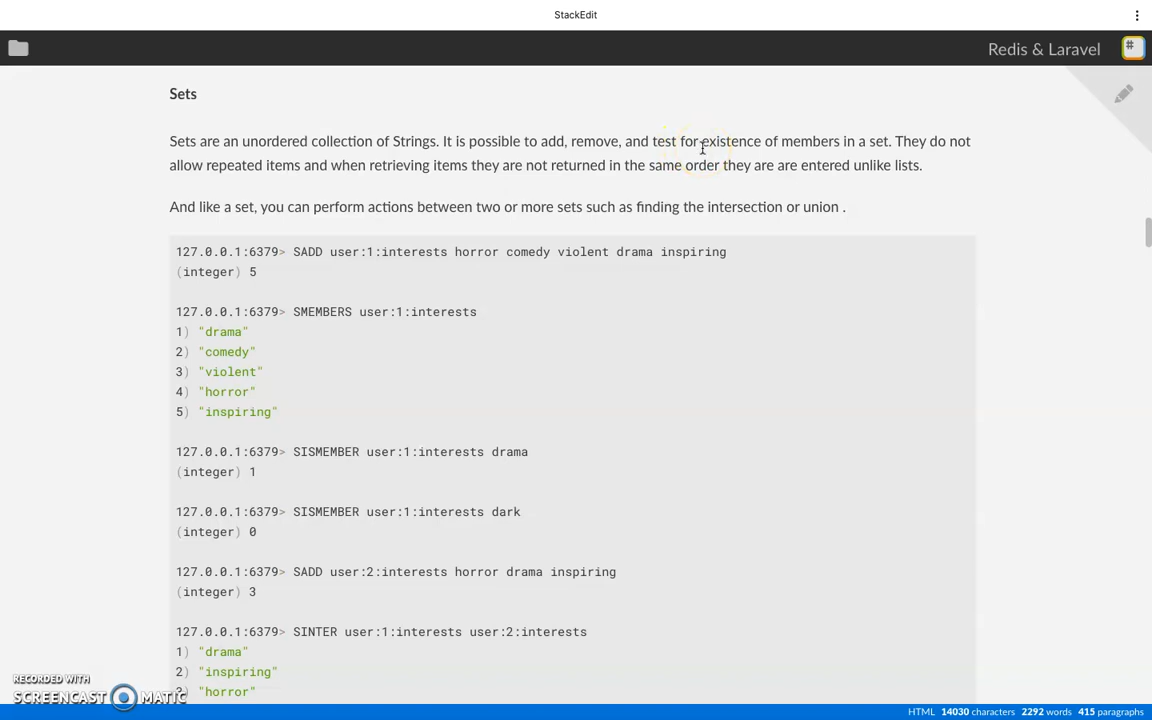 StackEdit
Redis & Laravel
#
Sets
Sets are an unordered collection of Strings. It is possible to add, remove, and test for existence of members in a set. They do not
allow repeated items and when retrieving items they are not returned in the same order they are are entered unlike lists.
And like a set, you can perform actions between two or more sets such as finding the intersection or union .
127.0.0.1:6379> SADD user:1:interests horror comedy violent drama inspiring
(integer) 5
127.0.0.1:6379> SMEMBERS user:1:interests
1) "drama"
2) "comedy"
3) "violent"
4) "horror"
5) "inspiring"
127.0.0.1:6379> SISMEMBER user:1:interests drama
(integer) 1
127.0.0.1:6379> SISMEMBER user:1:interests dark
(integer) 0
127.0.0.1:6379> SADD user:2:interests horror drama inspiring
(integer) 3
127.0.0.1:6379> SINTER user:1:interests user:2:interests
1) "drama"
2) "inspiring"
3) "horror"
RECORDED WITH
SCREENCAST MATIC
HTML 14030 characters 2292 words 415 paragraphs